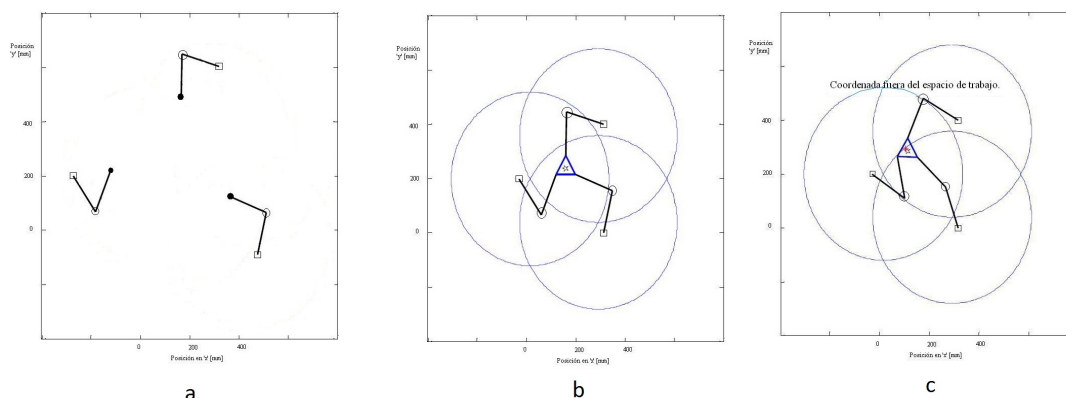 Posición
'y' [mm]
400
200
0
0
200
400
Posición en 'x' [mm]
a
Posición
'y' [mm]
400
200
0
0
200
400
Posición en 'x' [mm]
b
Posición
'y' [mm]
Coordenada fuera del espacio de trabajo.
400
200
0
0
200
400
Posición en 'x' [mm]
c